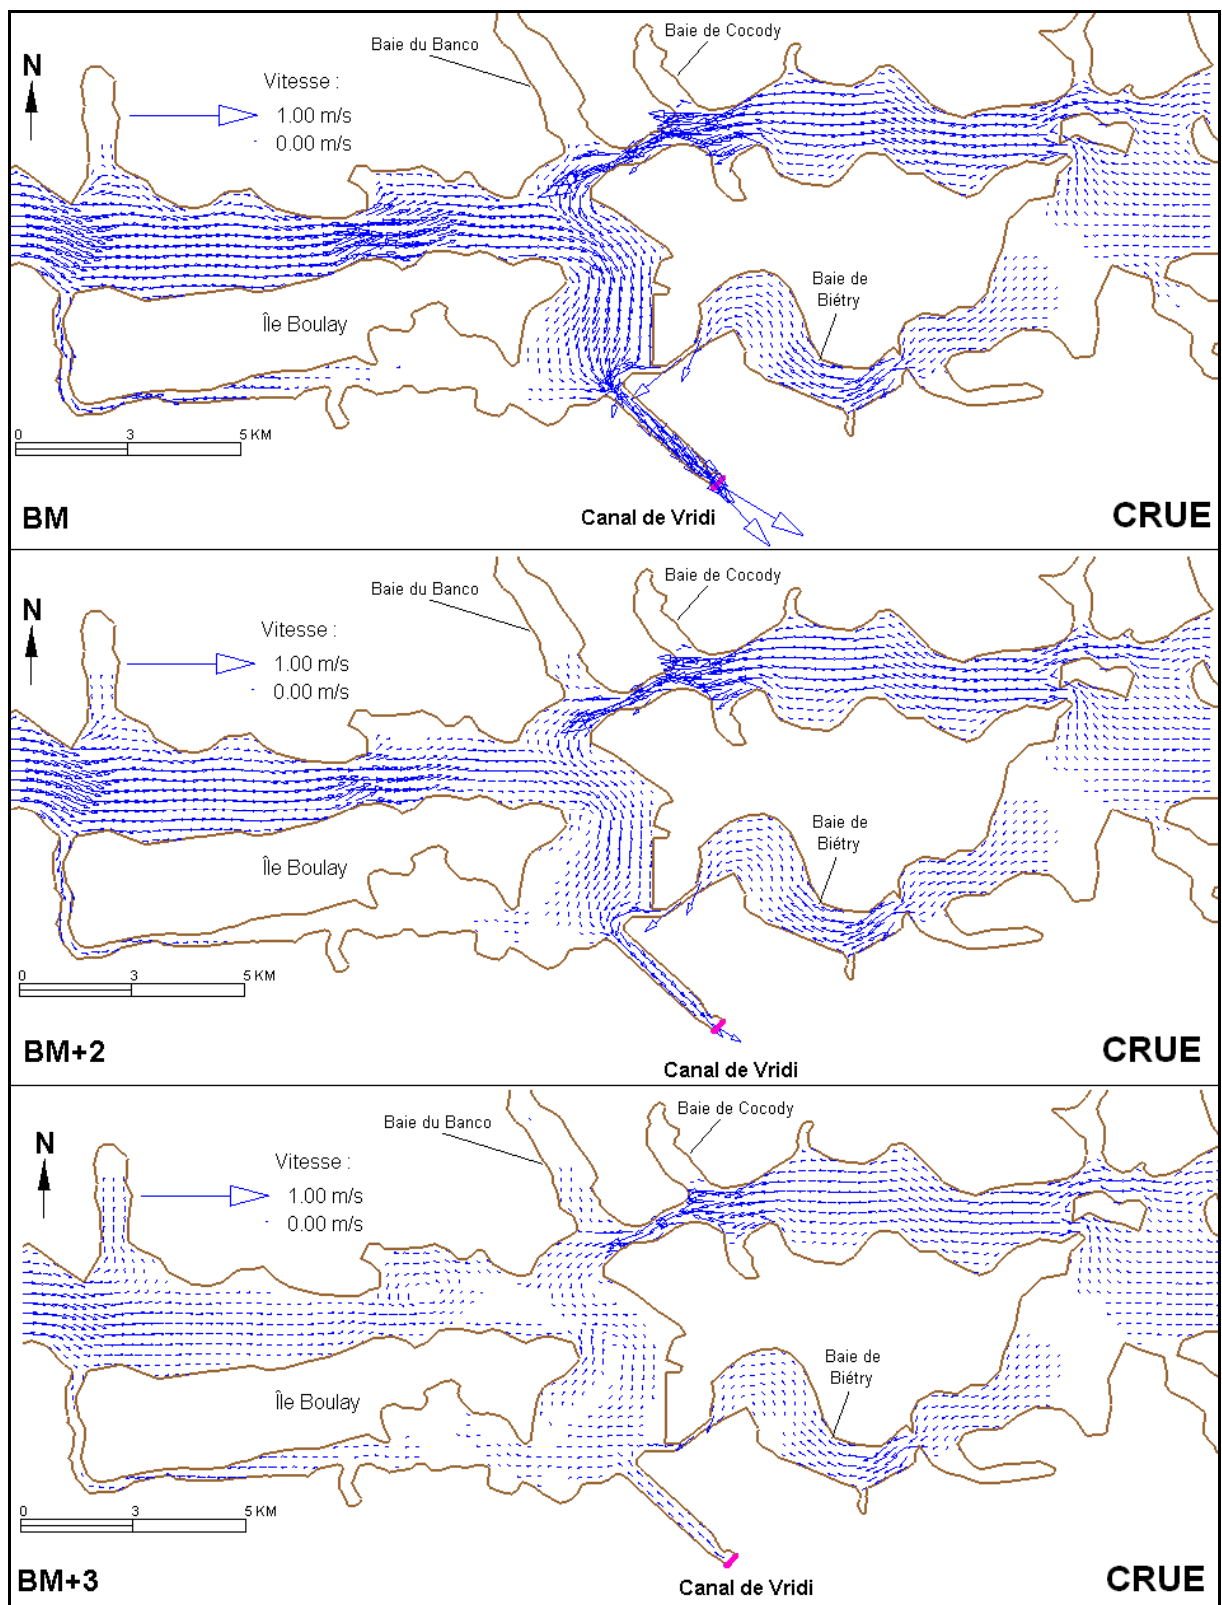 Baie du Banco
Baie de Cocody
N
Vitesse :
1.00 m/s
0.00 m/s
Île Boulay
Baie de
Biétry
0 3 5 KM
BM
Canal de Vridi
CRUE
Baie du Banco
Baie de Cocody
N
Vitesse :
1.00 m/s
0.00 m/s
Île Boulay
Baie de
Biétry
0 3 5 KM
BM+2
Canal de Vridi
CRUE
Baie du Banco
Baie de Cocody
N
Vitesse :
1.00 m/s
0.00 m/s
Île Boulay
Baie de
Biétry
0 3 5 KM
BM+3
Canal de Vridi
CRUE